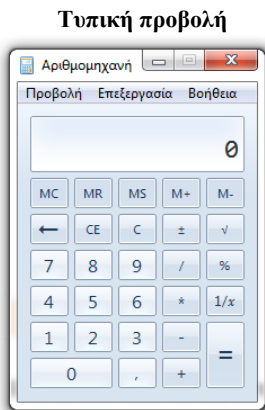 Τυπική προβολή
Αριθμομηχανή
Προβολή Επεξεργασία Βοήθεια
0
MC MR MS M+ M-
← CE C ± √
7 8 9 / %
4 5 6 * 1/x
1 2 3 - =
0 , +